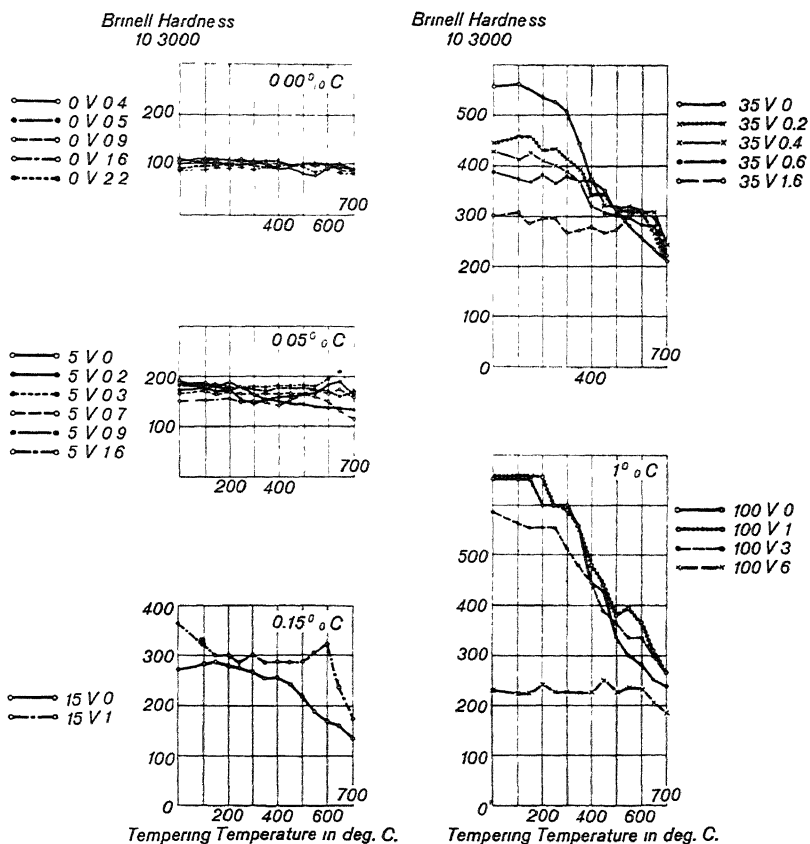 Brinell Hardness
10 3000
0 00°/₀ C
0 V 0 4
0 V 0 5
0 V 0 9
0 V 1 6
0 V 2 2
200
100
700
0
400
600
0 05°/₀ C
5 V 0
5 V 0 2
5 V 0 3
5 V 0 7
5 V 0 9
5 V 1 6
200
100
700
0
200
400
0.15°/₀ C
15 V 0
15 V 1
400
300
200
100
700
0
200
400
600
Tempering Temperature in deg. C.
Brinell Hardness
10 3000
35 V 0
35 V 0.2
35 V 0.4
35 V 0.6
35 V 1.6
500
400
300
200
100
700
0
400
1°/₀ C
100 V 0
100 V 1
100 V 3
100 V 6
500
400
300
200
100
700
0
200
400
600
Tempering Temperature in deg. C.